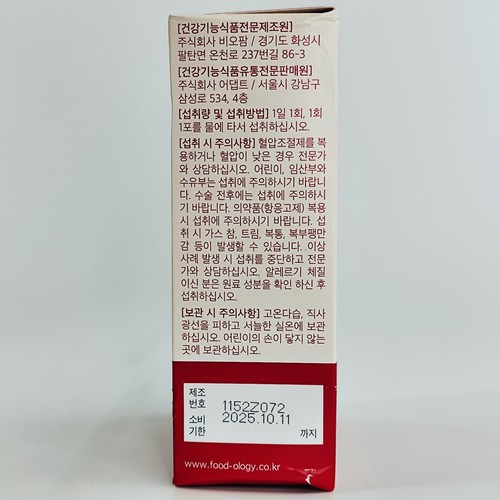 [건강기능식품전문제조원]
주식회사 비오팜 / 경기도 화성시
팔탄면 온천로 237번길 86-3
[건강기능식품유통전문판매원]
주식회사 어댑트 / 서울시 강남구
삼성로 534, 4층
[섭취량 및 섭취방법] 1일 1회, 1회
1포를 물에 타서 섭취하십시오.
[섭취 시 주의사항] 혈압조절제를 복
용하거나 혈압이 낮은 경우 전문가
와 상담하십시오. 어린이, 임산부와
수유부는 섭취에 주의하시기 바랍니
다. 수술 전후에는 섭취에 주의하시
기 바랍니다. 의약품(항응고제) 복용
시 섭취에 주의하시기 바랍니다. 섭
취 시 가스 참, 트림, 복통, 복부팽만
감 등이 발생할 수 있습니다. 이상
사례 발생 시 섭취를 중단하고 전문
가와 상담하십시오. 알레르기 체질
이신 분은 원료 성분을 확인 하신 후
섭취하십시오.
[보관 시 주의사항] 고온다습, 직사
광선을 피하고 서늘한 실온에 보관
하십시오. 어린이의 손이 닿지 않는
곳에 보관하십시오.
제조
번호 1152Z072
소비 2025.10.11
기한 까지
www.food-ology.co.kr